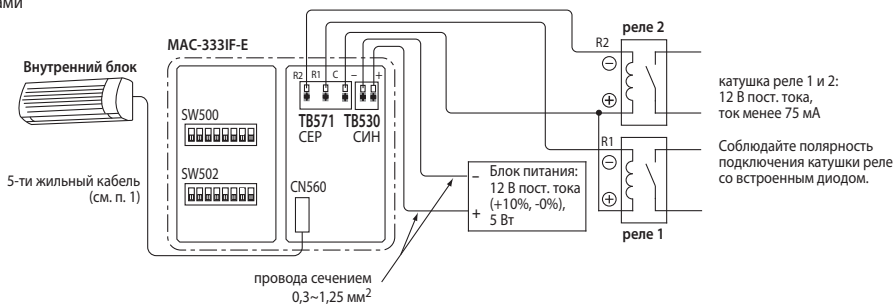 ами
MAC-333IF-E
Внутренний блок
5-ти жильный кабель
(см. п. 1)
SW500
SW502
R2 R1 C – +
TB571 TB530
СЕР СИН
CN560
провода сечением
0,3~1,25 мм2
– Блок питания:
12 В пост. тока
+ (+10%, -0%),
5 Вт
реле 2
R2
–
+
R1
–
+
реле 1
катушка реле 1 и 2:
12 В пост. тока,
ток менее 75 мА
Соблюдайте полярность
подключения катушки реле
со встроенным диодом.